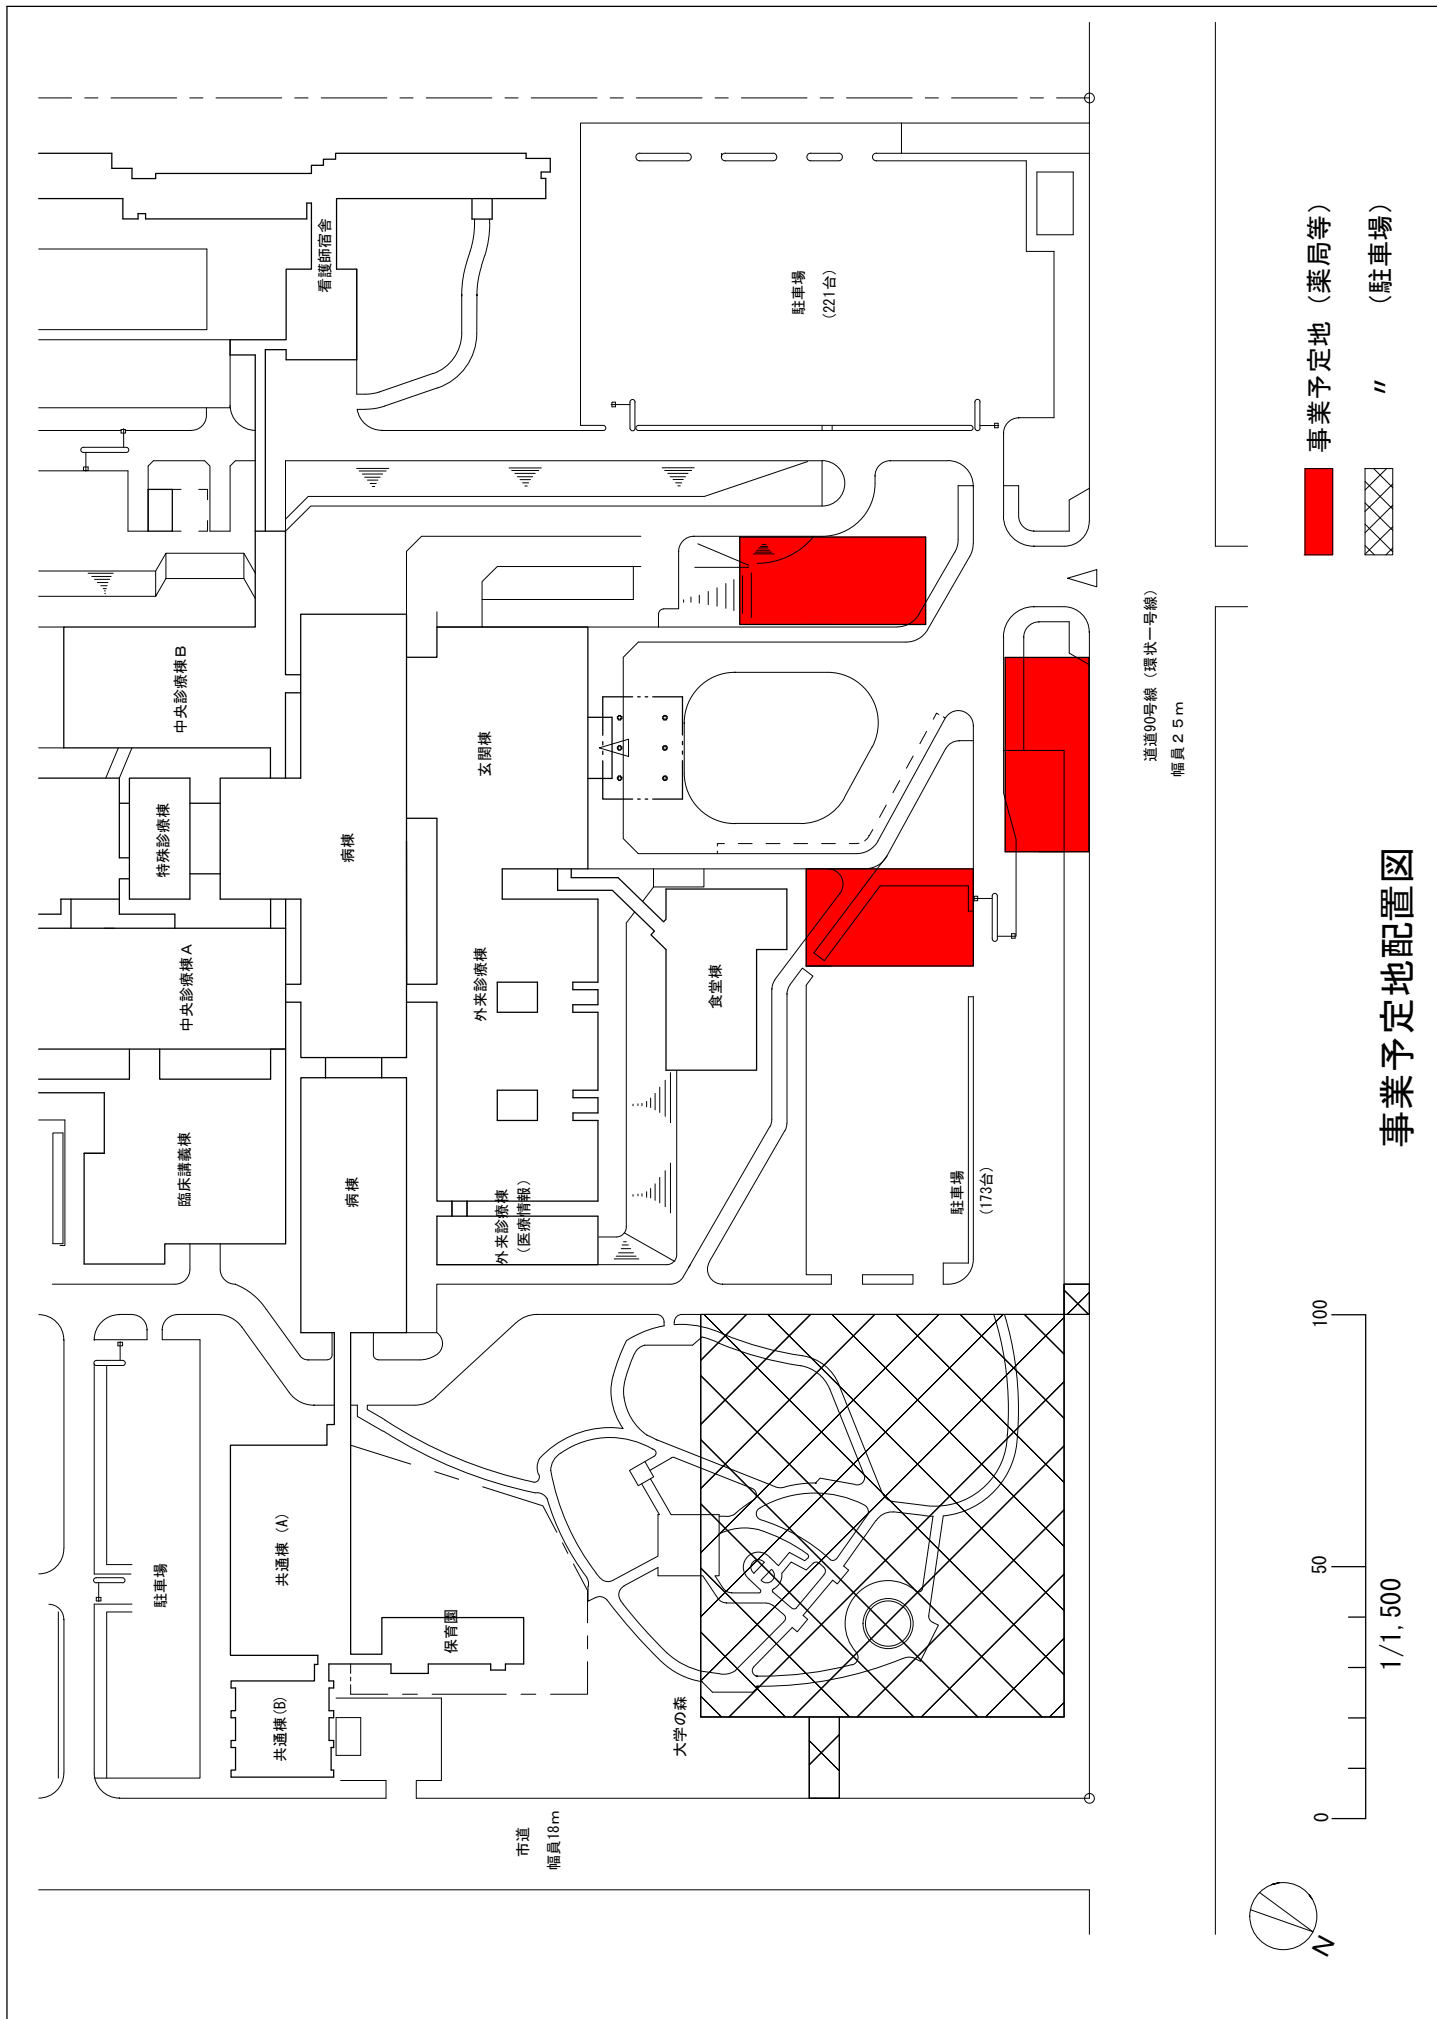 看護師宿舎
駐車場
(221台)
中央診療棟B
特殊診療棟
病棟
玄関棟
中央診療棟A
外来診療棟
食堂棟
臨床講義棟
病棟
外来診療棟
(医療情報)
駐車場
(173台)
駐車場
共通棟 (A)
共通棟(B)
保育園
大学の森
市道
幅員18m
道道90号線 (環状一号線)
幅員25m
事業予定地 (薬局等)
〃 (駐車場)
事業予定地配置図
0 50 100
1/1,500
N